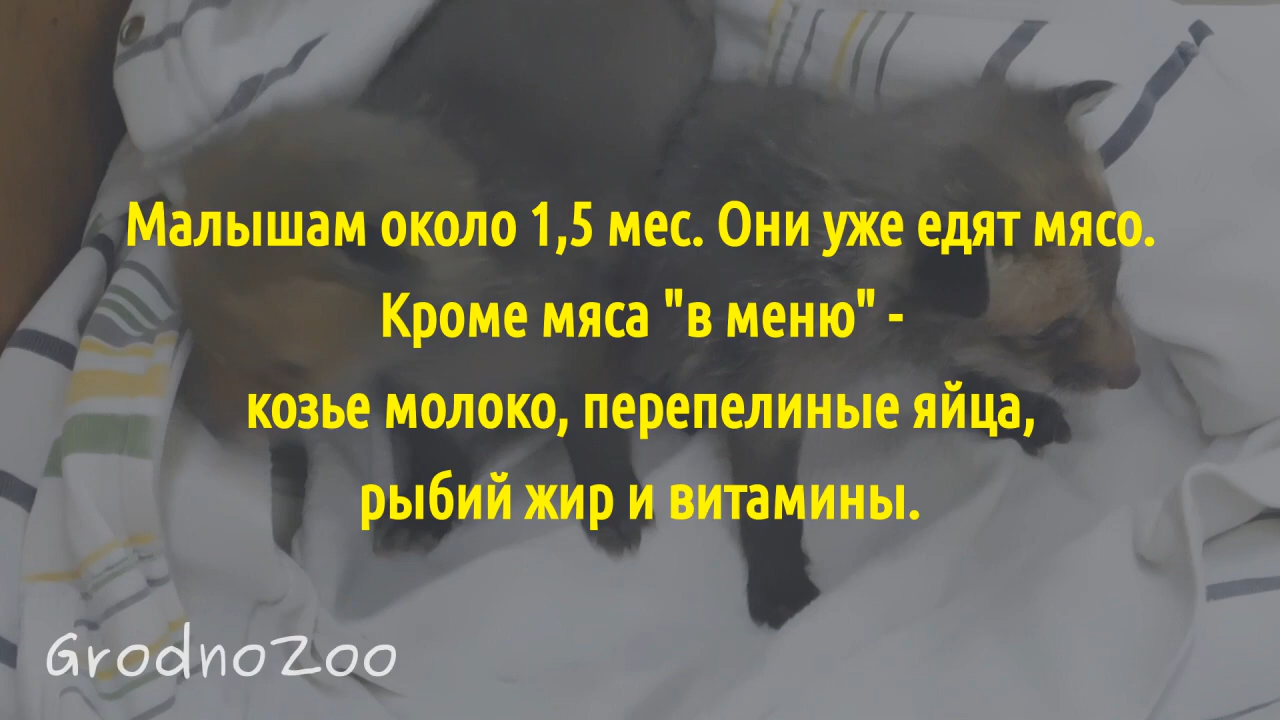 Малышам около 1,5 мес. Они уже едят мясо.
Кроме мяса "в меню" -
козье молоко, перепелиные яйца,
рыбий жир и витамины.
GrodnoZoo